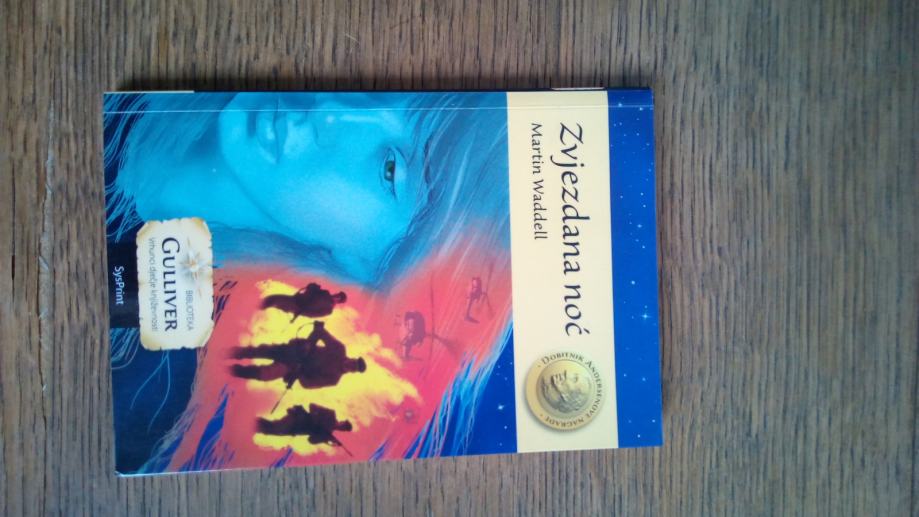 Zvjezdana noć
Martin Waddell
· DOBITNIK ANDERSENOVE NAGRADE ·
BIBLIOTEKA
GULLIVER
Vrhunci dječje književnosti
SysPrint